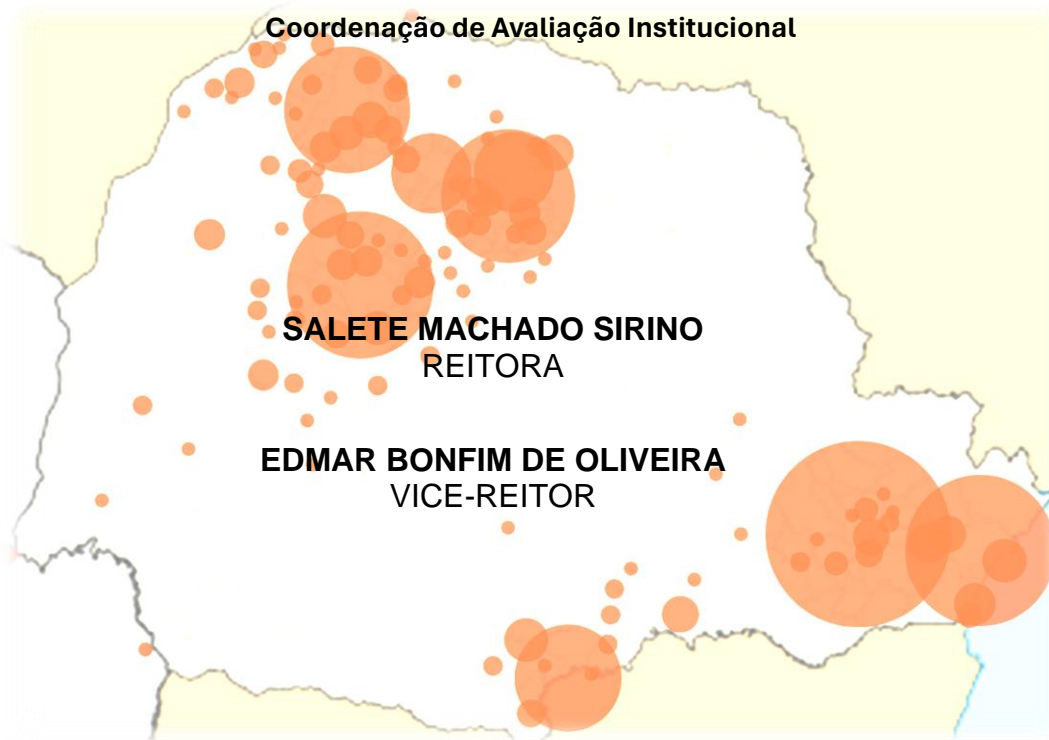 Coordenação de Avaliação Institucional
SALETE MACHADO SIRINO
REITORA
EDMAR BONFIM DE OLIVEIRA
VICE-REITOR